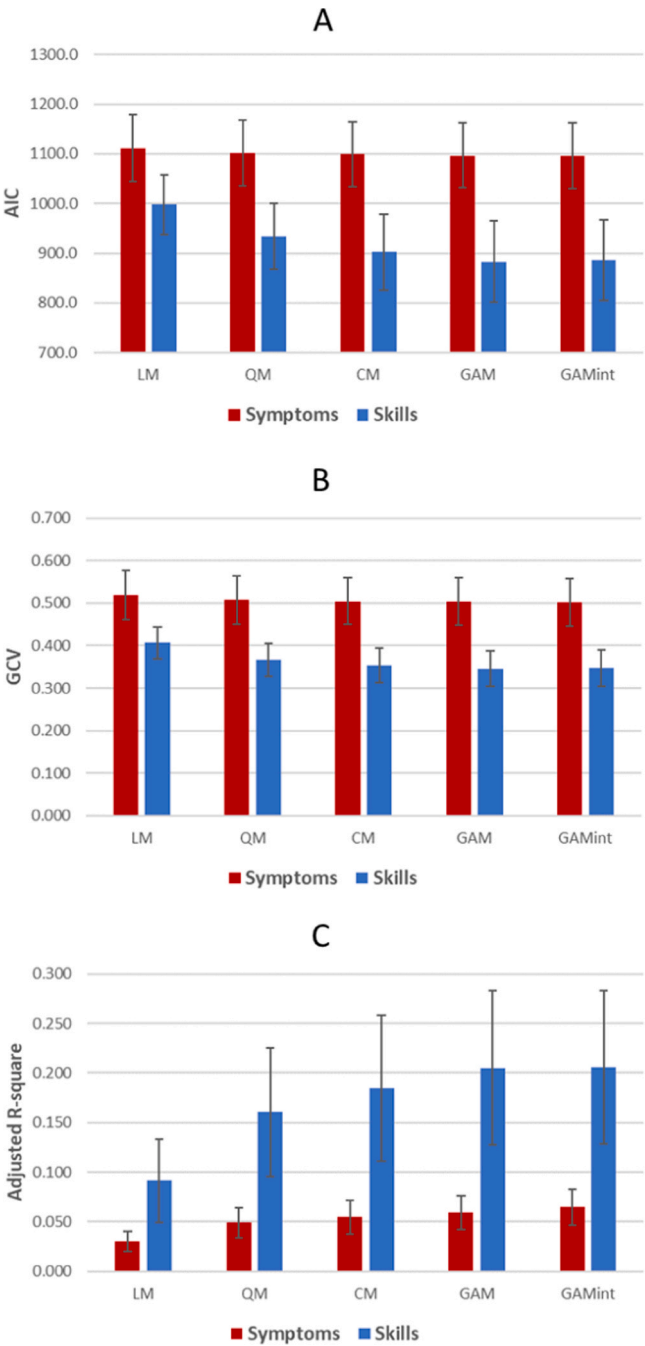 A
1300.0
1200.0
1100.0
1000.0
900.0
800.0
700.0
AIC
LM QM CM GAM GAMint
Symptoms Skills
B
0.700
0.600
0.500
0.400
0.300
0.200
0.100
0.000
GCV
LM QM CM GAM GAMint
Symptoms Skills
C
0.300
0.250
0.200
0.150
0.100
0.050
0.000
Adjusted R-square
LM QM CM GAM GAMint
Symptoms Skills